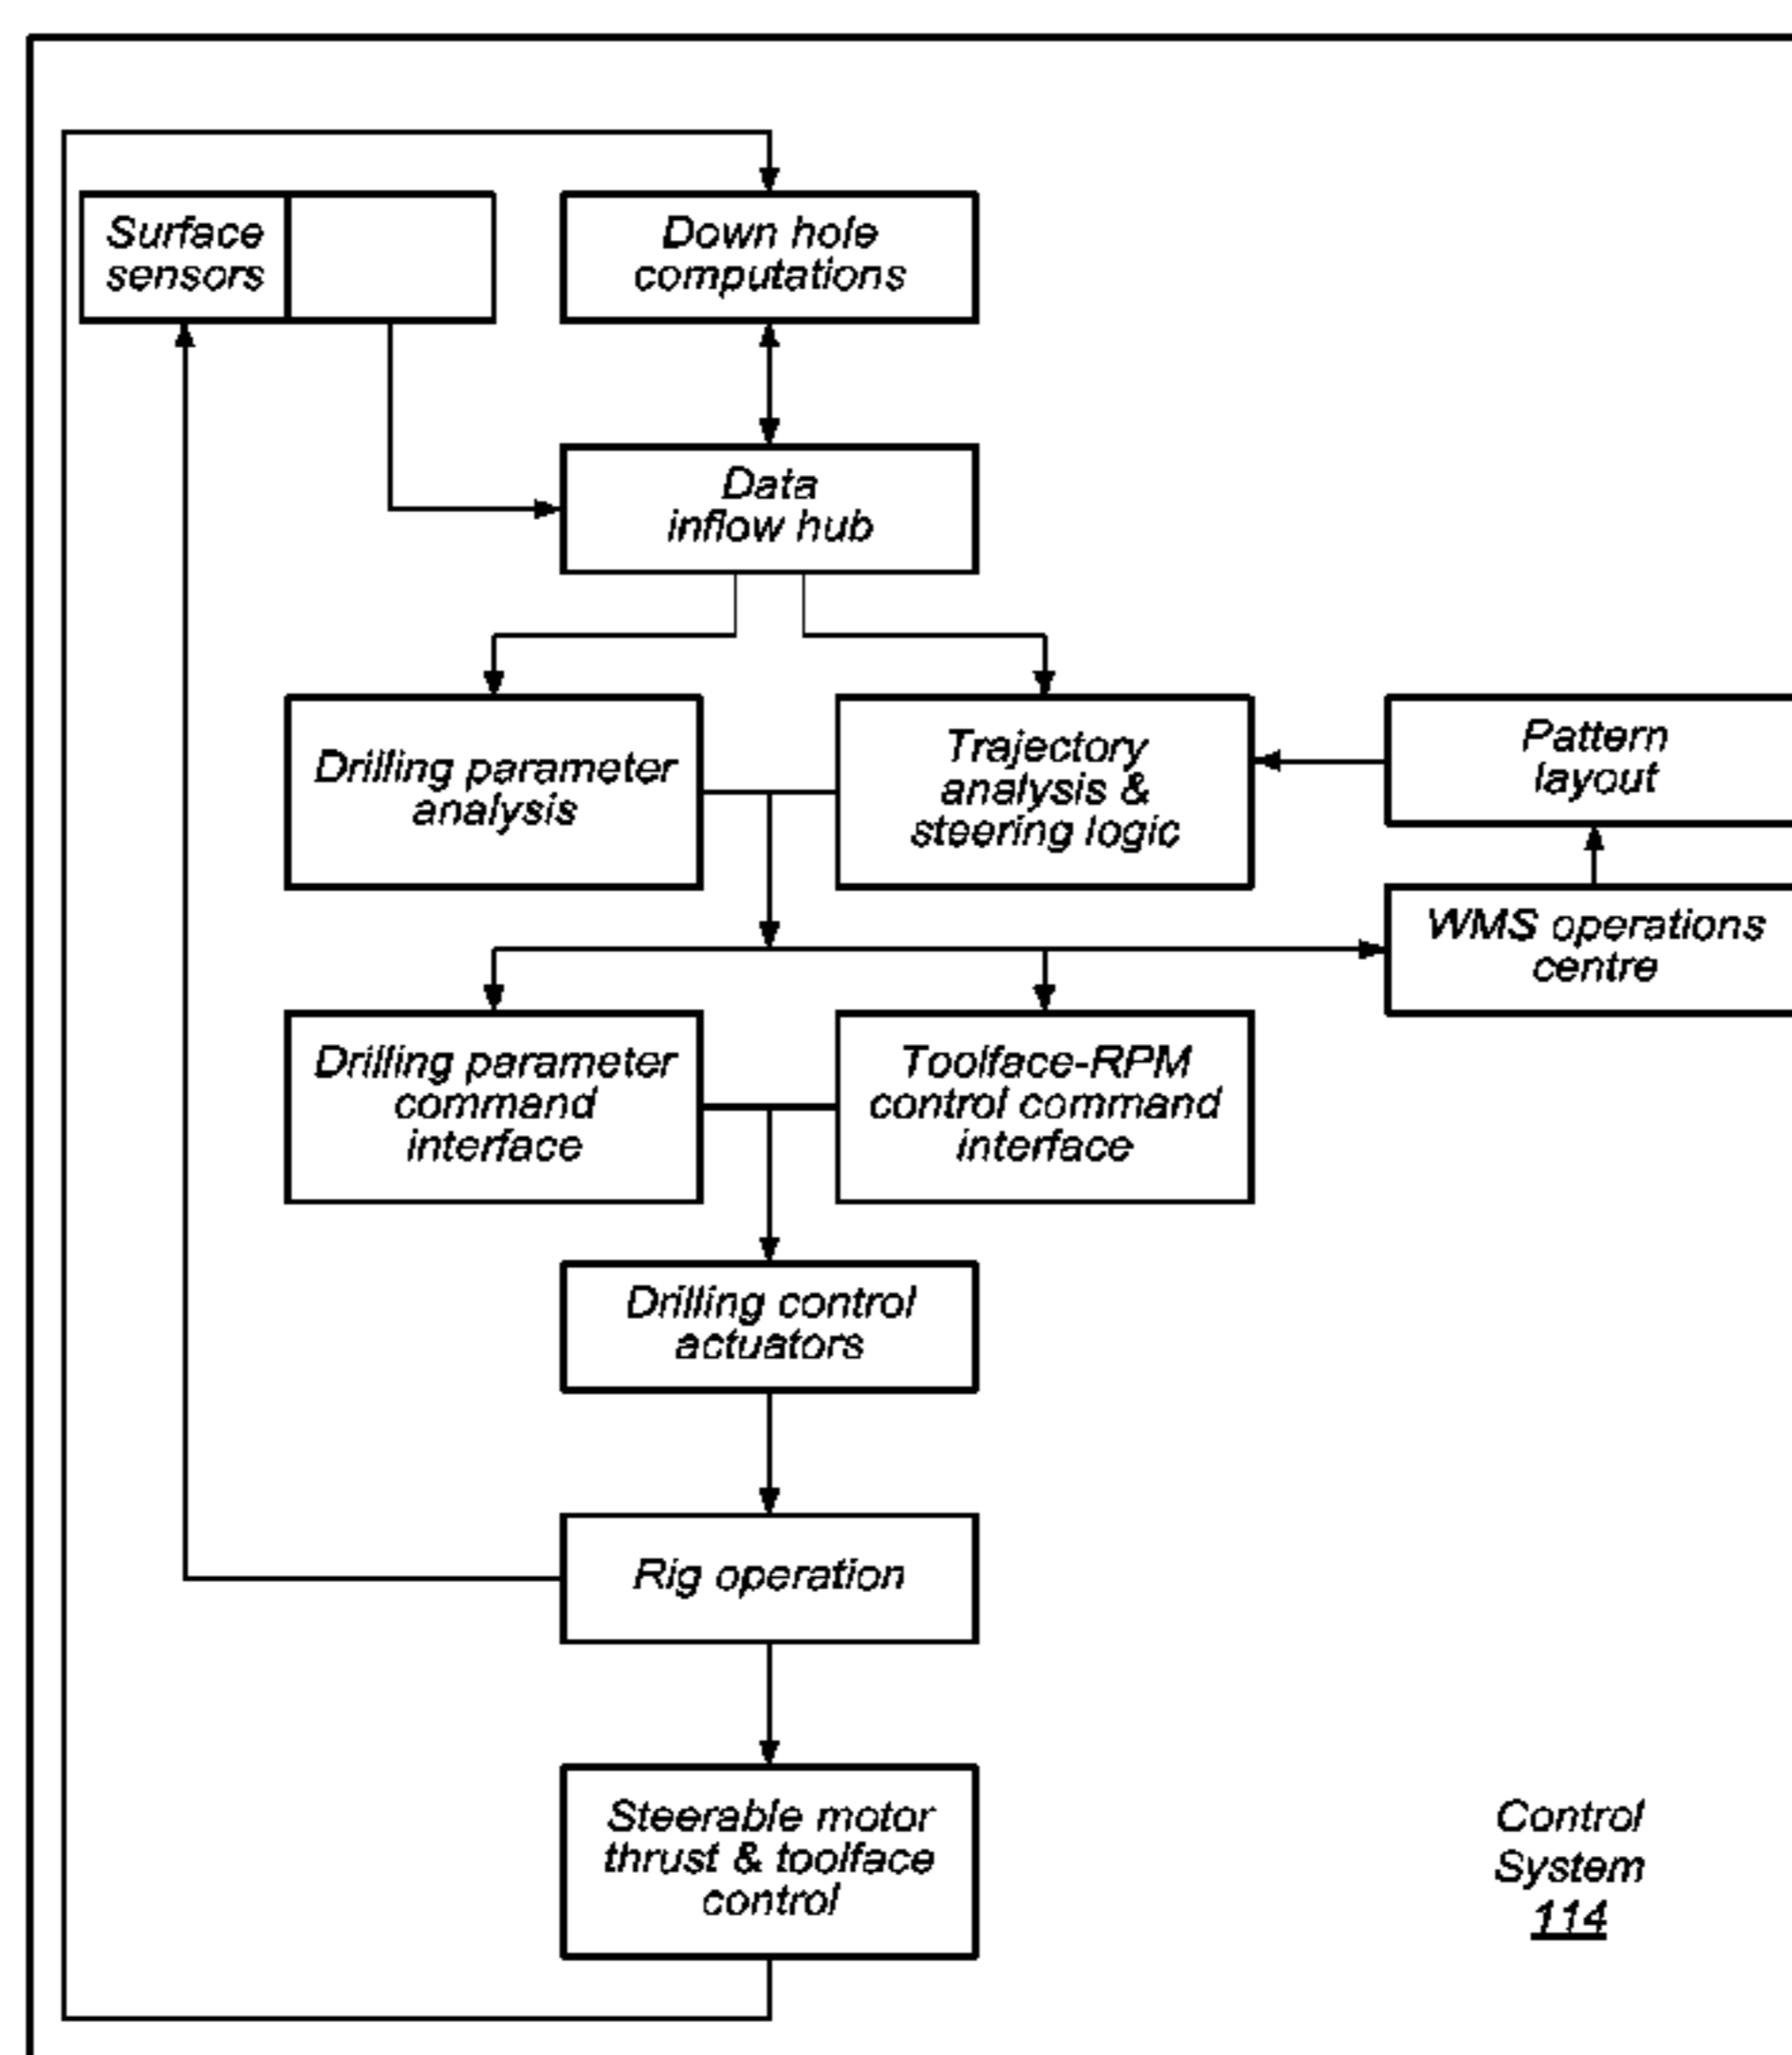 Surface
sensors
Down hole
computations
Data
inflow hub
Drilling parameter
analysis
Trajectory
analysis &
steering logic
Pattern
layout
WMS operations
centre
Drilling parameter
command
interface
Toolface-RPM
control command
interface
Drilling control
actuators
Rig operation
Steerable motor
thrust & toolface
control
Control
System
114